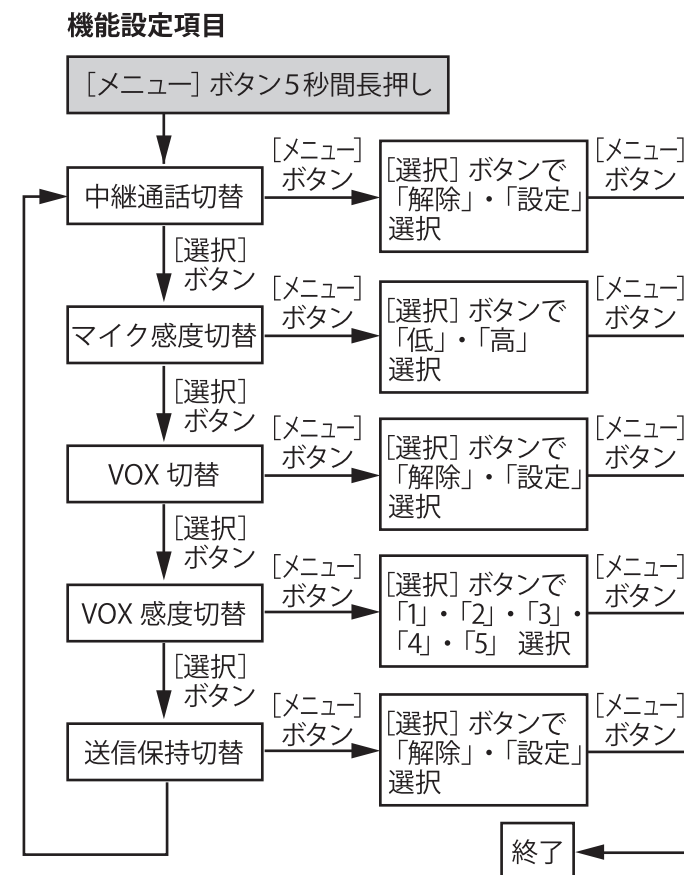 機能設定項目
[メニュー] ボタン5秒間長押し
中継通話切替
[メニュー]
ボタン
[選択] ボタンで
「解除」・「設定」
選択
[メニュー]
ボタン
[選択]
ボタン
マイク感度切替
[メニュー]
ボタン
[選択] ボタンで
「低」・「高」
選択
[メニュー]
ボタン
[選択]
ボタン
VOX 切替
[メニュー]
ボタン
[選択] ボタンで
「解除」・「設定」
選択
[メニュー]
ボタン
[選択]
ボタン
VOX 感度切替
[メニュー]
ボタン
[選択] ボタンで
「1」・「2」・「3」・
「4」・「5」 選択
[メニュー]
ボタン
[選択]
ボタン
送信保持切替
[メニュー]
ボタン
[選択] ボタンで
「解除」・「設定」
選択
[メニュー]
ボタン
終了